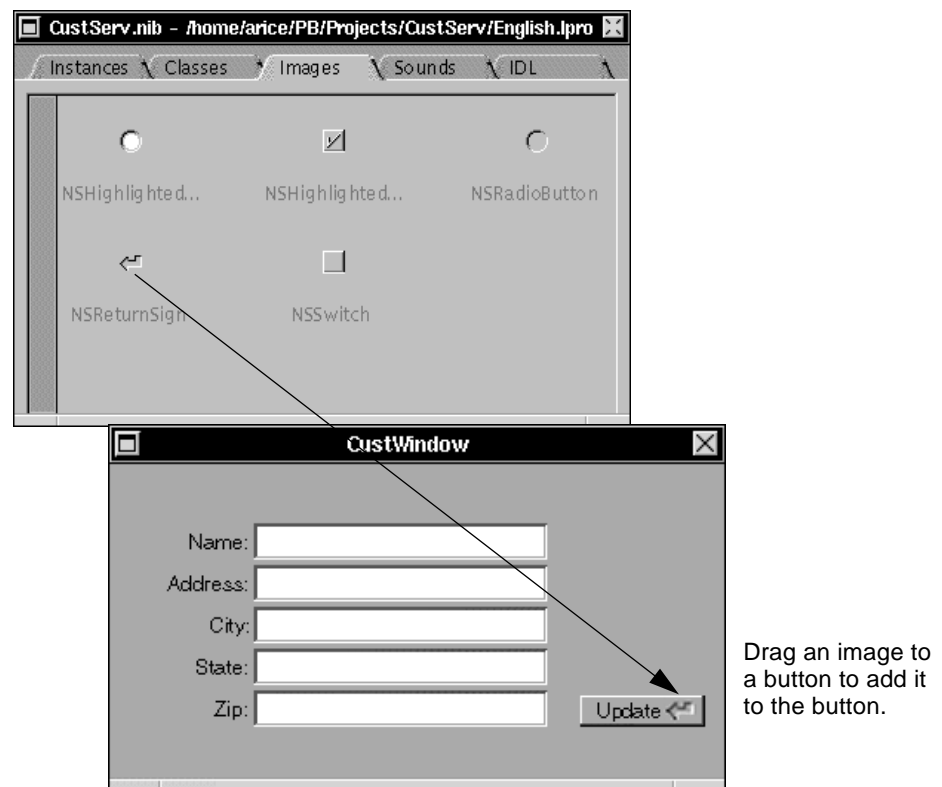 CustServ.nib – /home/arice/PB/Projects/CustServ/English.lpro
Instances Classes Images Sounds IDL
NSHighlighted... NSHighlighted... NSRadioButton
NSReturnSign NSSwitch
CustWindow
Name:
Address:
City:
State:
Zip:
Update
Drag an image to
a button to add it
to the button.